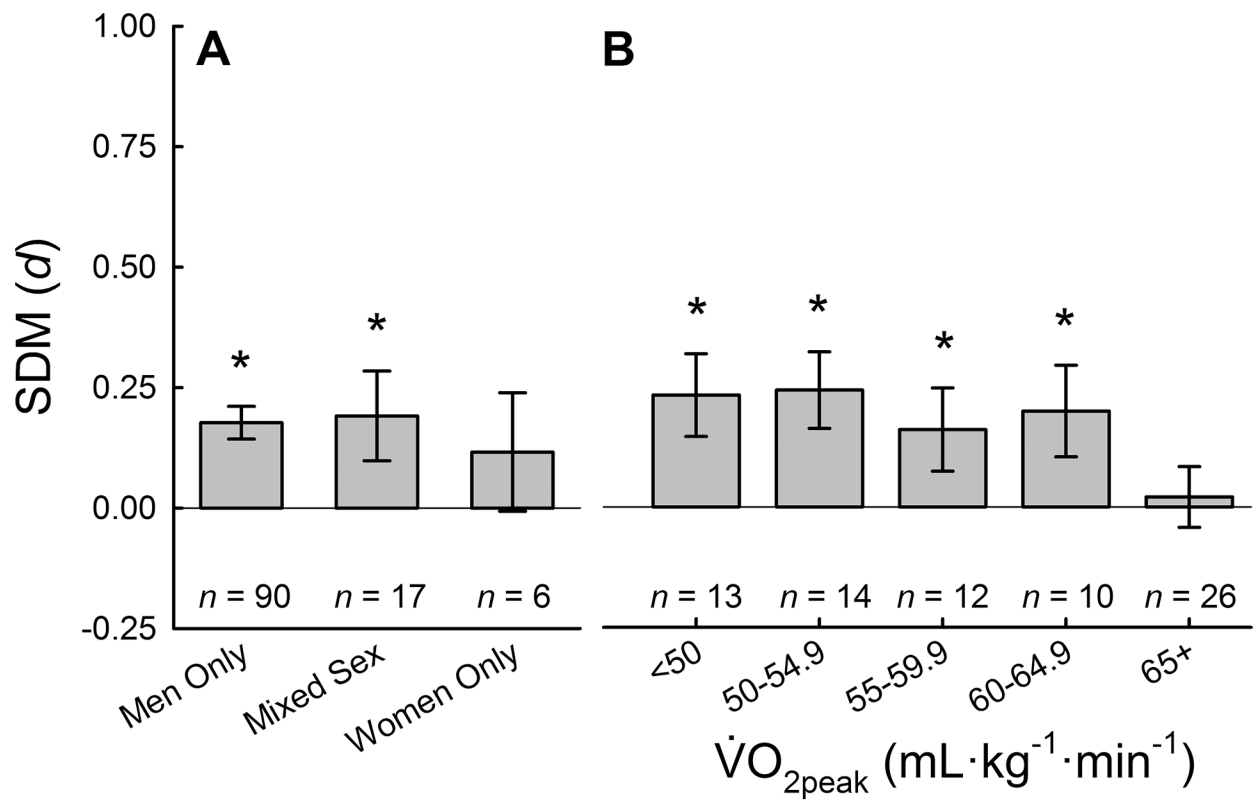 A
B
1.00
0.75
0.50
0.25
0.00
-0.25
SDM (d)
* * * * * *
n = 90 n = 17 n = 6 n = 13 n = 14 n = 12 n = 10 n = 26
Men Only Mixed Sex Women Only <50 50-54.9 55-59.9 60-64.9 65+
V̇O₂peak (mL·kg⁻¹·min⁻¹)